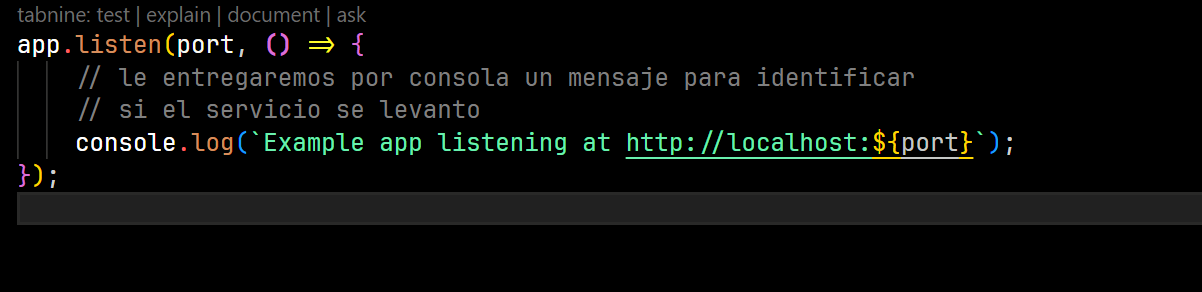 tabnine: test | explain | document | ask
app.listen(port, () => {
// le entregaremos por consola un mensaje para identificar
// si el servicio se levanto
console.log(`Example app listening at http://localhost:${port}`);
});